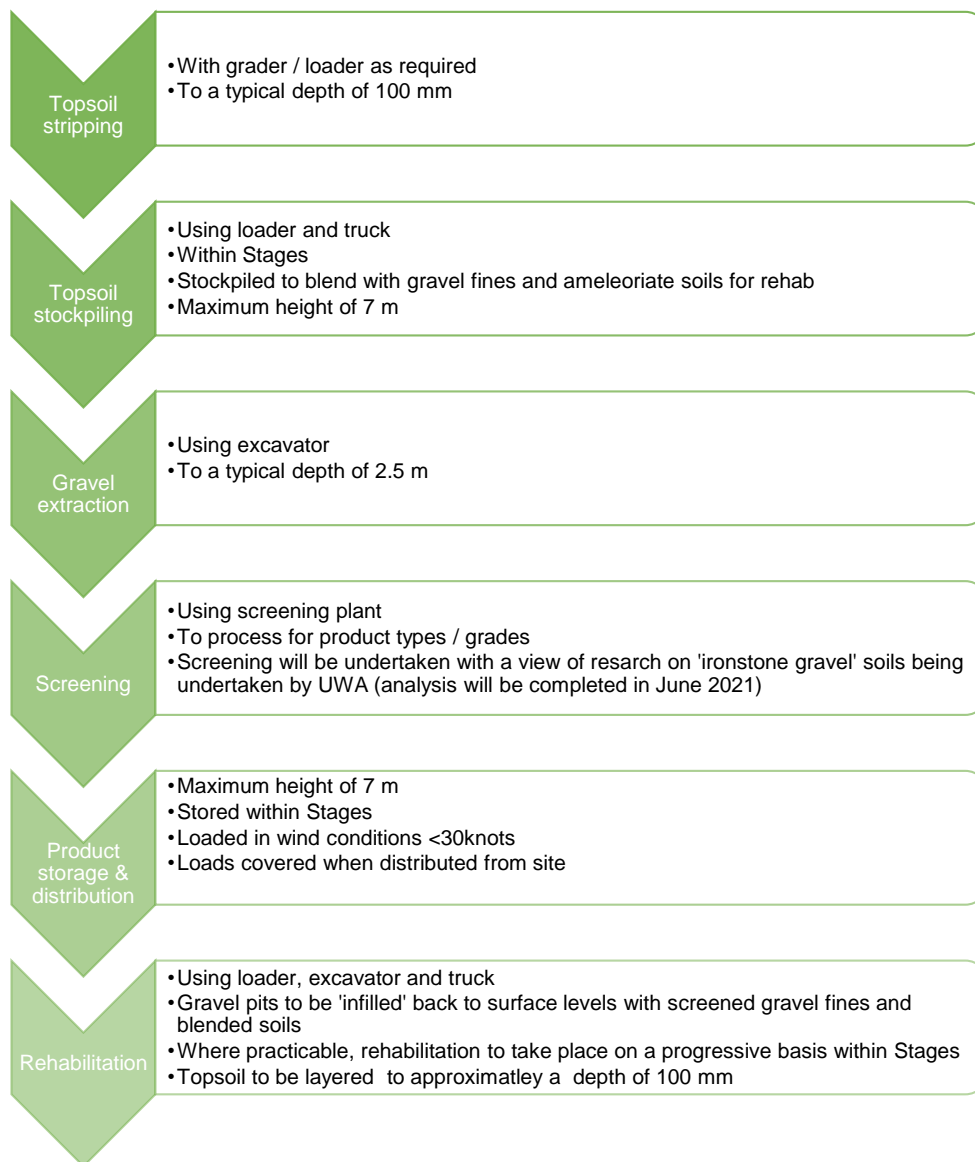 Topsoil
stripping
•With grader / loader as required
•To a typical depth of 100 mm
Topsoil
stockpiling
•Using loader and truck
•Within Stages
•Stockpiled to blend with gravel fines and ameleoriate soils for rehab
•Maximum height of 7 m
Gravel
extraction
•Using excavator
•To a typical depth of 2.5 m
Screening
•Using screening plant
•To process for product types / grades
•Screening will be undertaken with a view of resarch on 'ironstone gravel' soils being
undertaken by UWA (analysis will be completed in June 2021)
Product
storage &
distribution
•Maximum height of 7 m
•Stored within Stages
•Loaded in wind conditions <30knots
•Loads covered when distributed from site
Rehabilitation
•Using loader, excavator and truck
•Gravel pits to be 'infilled' back to surface levels with screened gravel fines and
blended soils
•Where practicable, rehabilitation to take place on a progressive basis within Stages
•Topsoil to be layered  to approximatley a  depth of 100 mm